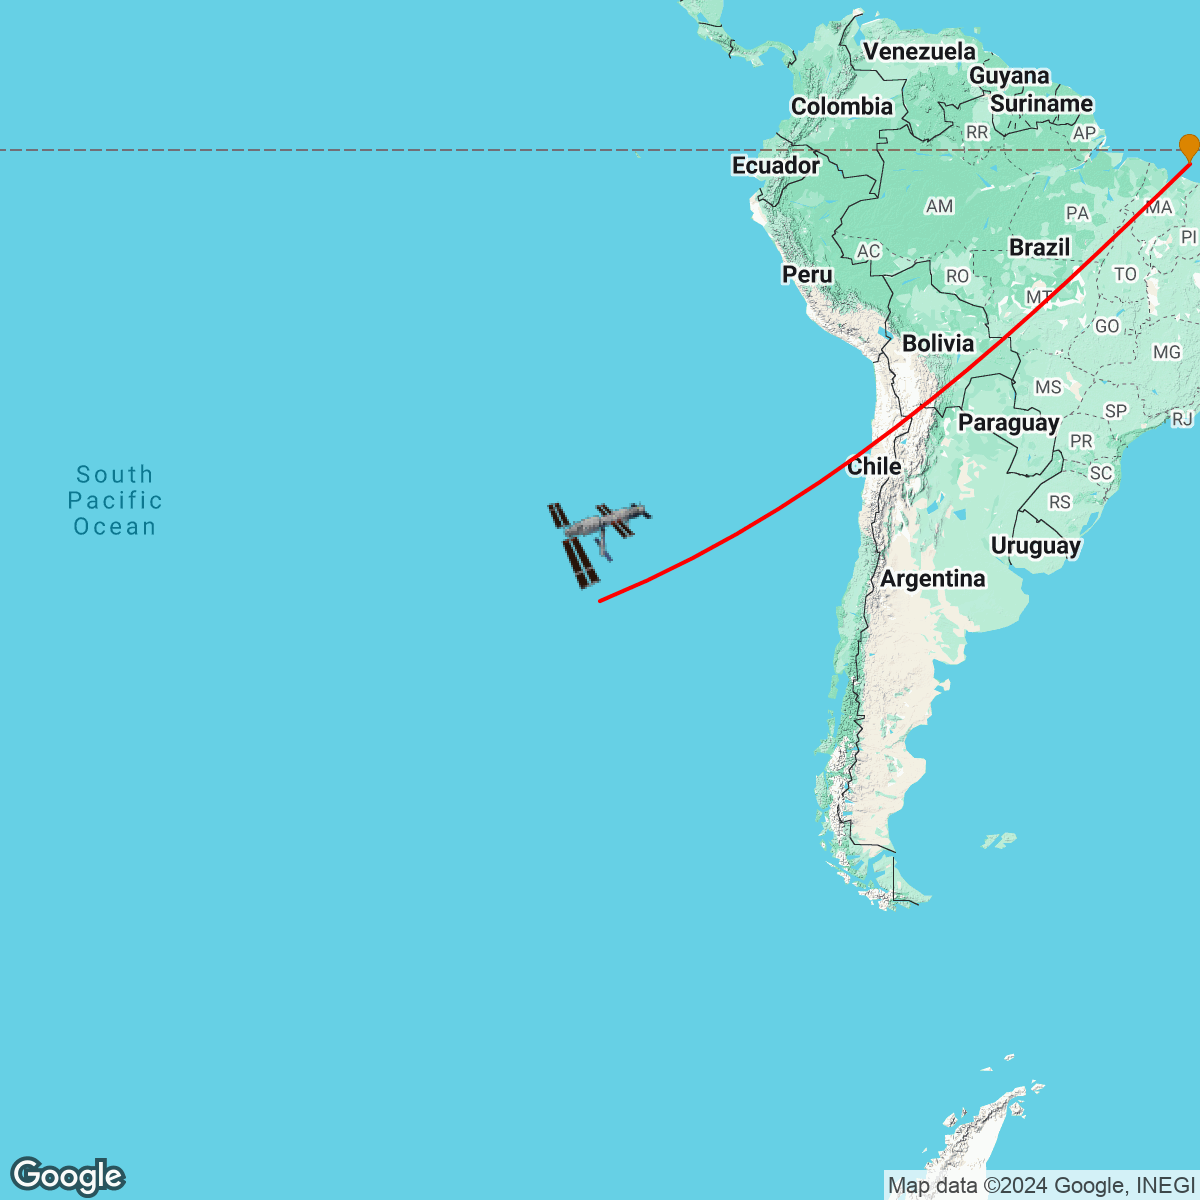 Venezuela
Guyana
Colombia
Suriname
RR
AP
Ecuador
AM
MA
PA
PI
Brazil
AC
Peru
RO
TO
MT
GO
Bolivia
MG
MS
SP
Paraguay
RJ
PR
Chile
SC
South
Pacific
Ocean
RS
Uruguay
Argentina
Google
Map data ©2024 Google, INEGI